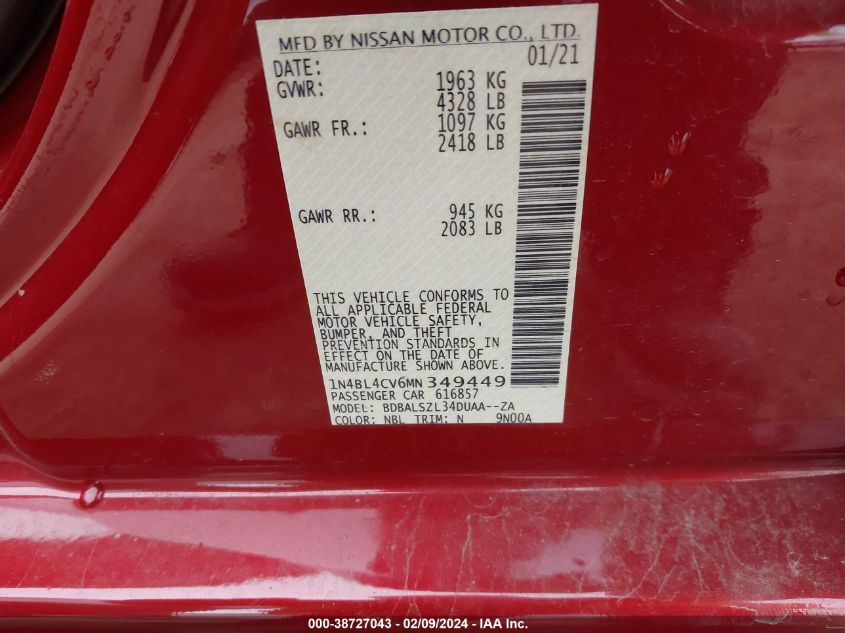 MFD BY NISSAN MOTOR CO., LTD.
DATE: 01/21
GVWR: 1963 KG
4328 LB
GAWR FR.: 1097 KG
2418 LB
GAWR RR.: 945 KG
2083 LB
THIS VEHICLE CONFORMS TO
ALL APPLICABLE FEDERAL
MOTOR VEHICLE SAFETY,
BUMPER, AND THEFT
PREVENTION STANDARDS IN
EFFECT ON THE DATE OF
MANUFACTURE SHOWN ABOVE.
1N4BL4CV6MN 349449
PASSENGER CAR 616857
MODEL: BDBALSZL34DUAA--ZA
COLOR: NBL TRIM: N 9N00A
000-38727043 - 02/09/2024 - IAA Inc.